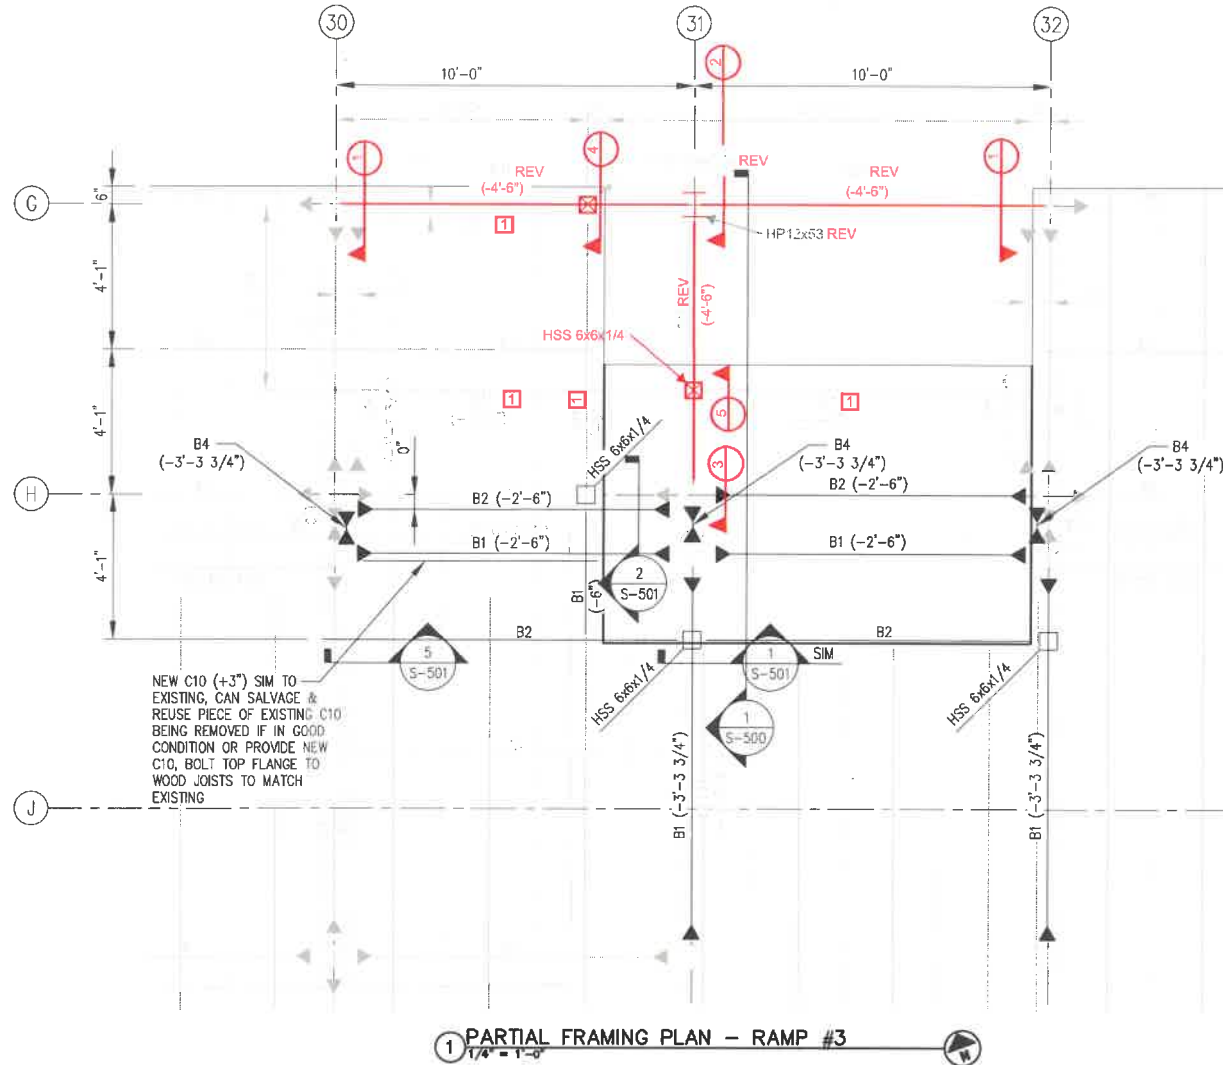 30
31
32
10'-0"
10'-0"
2
1
4
1
REV
(-4'-6")
REV
REV
(-4'-6")
G
6"
1
HP12x53 REV
4'-1"
REV
(-4'-6")
HSS 6x6x1/4
1
1
1
5
4'-1"
B4
(-3'-3 3/4")
0"
HSS 6x6x1/4
3
B4
(-3'-3 3/4")
B4
(-3'-3 3/4")
H
B2 (-2'-6")
B2 (-2'-6")
B1 (-2'-6")
B1 (-2'-6")
4'-1"
B1
(-6")
2
S-501
B2
B2
5
S-501
1
S-501
SIM
NEW C10 (+3") SIM TO
EXISTING, CAN SALVAGE &
REUSE PIECE OF EXISTING C10
BEING REMOVED IF IN GOOD
CONDITION OR PROVIDE NEW
C10, BOLT TOP FLANGE TO
WOOD JOISTS TO MATCH
EXISTING
HSS 6x6x1/4
HSS 6x6x1/4
1
S-500
B1 (-3'-3 3/4")
B1 (-3'-3 3/4")
J
1
PARTIAL FRAMING PLAN - RAMP #3
1/4" = 1'-0"
N